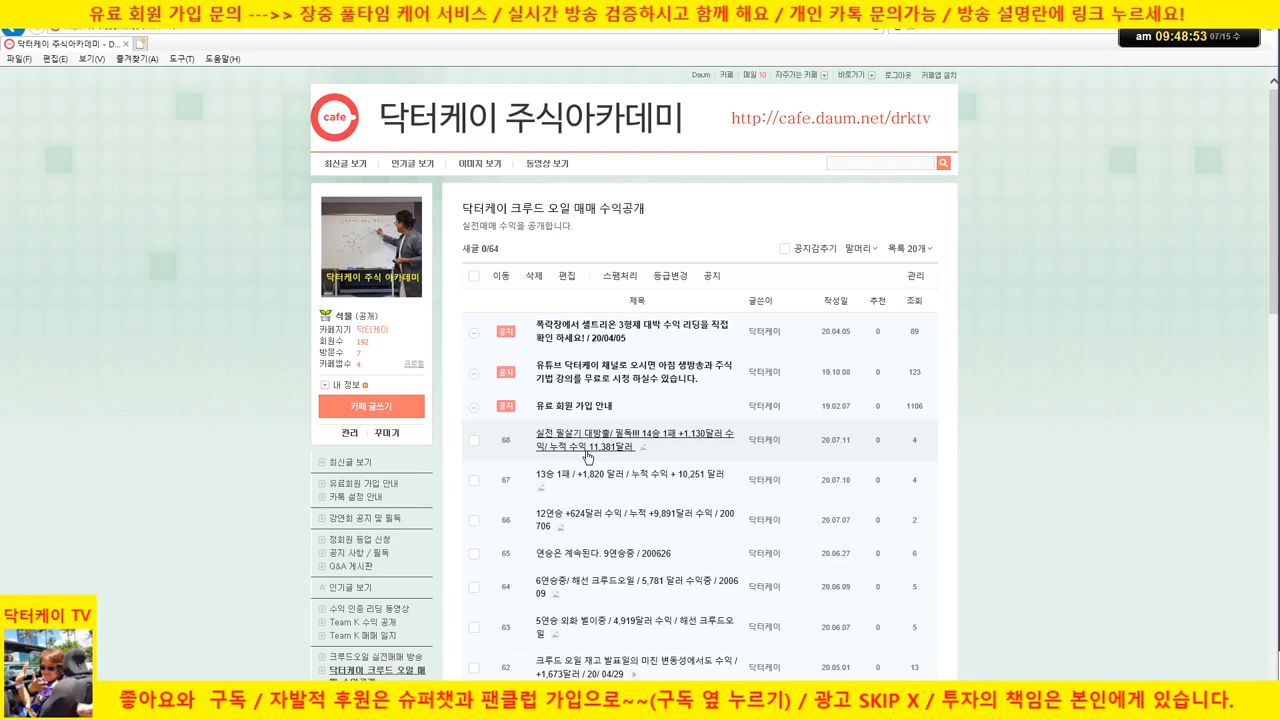 유료 회원 가입 문의 --->> 장중 풀타임 케어 서비스 / 실시간 방송 검증하시고 함께 해요 / 개인 카톡 문의가능 / 방송 설명란에 링크 누르세요!
닥터케이 주식아카데미 - D...
am 09:48:53 07/15 수
파일(F) 편집(E) 보기(V) 즐겨찾기(A) 도구(T) 도움말(H)
Daum 카페 메일 10 자주가는 카페 바로가기 로그아웃 카페앱 설치
cafe 닥터케이 주식아카데미 http://cafe.daum.net/drktv
최신글 보기 인기글 보기 이미지 보기 동영상 보기
닥터케이 주식 아카데미
석물 (공개)
카페지기 닥터케이
회원수 192
방문수 7
카페앱수 4 프로필
내 정보
카페 글쓰기
관리 꾸미기
최신글 보기
유료회원 가입 안내
카톡 설정 안내
강연회 공지 및 필독
정회원 등업 신청
공지 사항 / 필독
Q&A 게시판
인기글 보기
수익 인증 리딩 동영상
Team K 수익 공개
Team K 매매 일지
크루드오일 실전매매 방송
닥터케이 크루드 오일 매
닥터케이 크루드 오일 매매 수익공개
실전매매 수익을 공개합니다.
새글 0/64 공지감추기 말머리 목록 20개
이동 삭제 편집 스팸처리 등급변경 공지 관리
제목 글쓴이 작성일 추천 조회
공지 폭락장에서 셀트리온 3형제 대박 수익 리딩을 직접 닥터케이 20.04.05 0 89
확인 하세요! / 20/04/05
공지 유튜브 닥터케이 채널로 오시면 아침 생방송과 주식 닥터케이 19.10.08 0 123
기법 강의를 무료로 시청 하실수 있습니다.
공지 유료 회원 가입 안내 닥터케이 19.02.07 0 1106
68 실전 필살기 대방출/ 필독!!! 14승 1패 +1,130달러 수 닥터케이 20.07.11 0 4
익/ 누적 수익 11,381달러
67 13승 1패 / +1,820 달러 / 누적 수익 + 10,251 달러 닥터케이 20.07.10 0 4
66 12연승 +624달러 수익 / 누적 +9,891달러 수익 / 200 닥터케이 20.07.07 0 2
706
65 연승은 계속된다. 9연승중 / 200626 닥터케이 20.06.27 0 6
64 6연승중/ 해선 크루드오일 / 5,781 달러 수익중 / 2006 닥터케이 20.06.09 0 5
09
63 5연승 외화 벌이중 / 4,919달러 수익 / 해선 크루드오 닥터케이 20.06.07 0 5
일
62 크루드 오일 재고 발표일의 미진 변동성에서도 수익 / 닥터케이 20.05.01 0 13
+1,673달러 / 20/ 04/29
닥터케이 TV
좋아요와 구독 / 자발적 후원은 슈퍼챗과 팬클럽 가입으로~~(구독 옆 누르기) / 광고 SKIP X / 투자의 책임은 본인에게 있습니다.